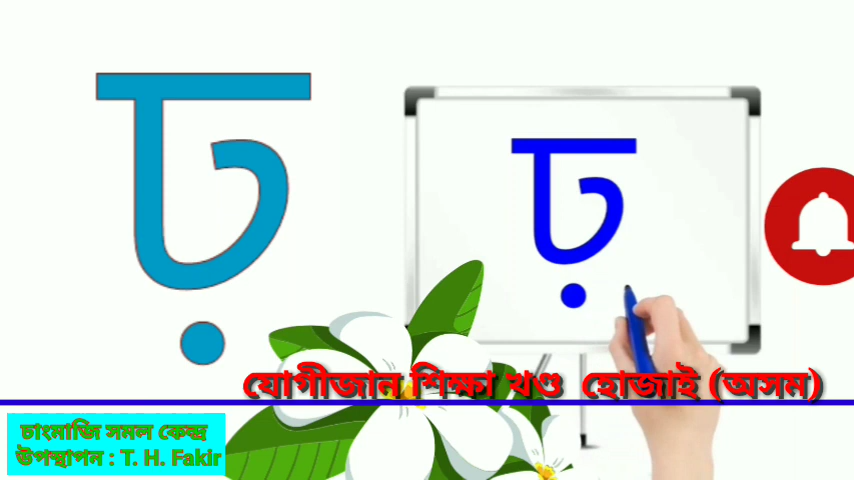 ঢ়
ঢ়
যোগীজান শিক্ষা খণ্ড হোজাই (অসম)
চাংমাজি সমল কেন্দ্ৰ
উপস্থাপন : T. H. Fakir